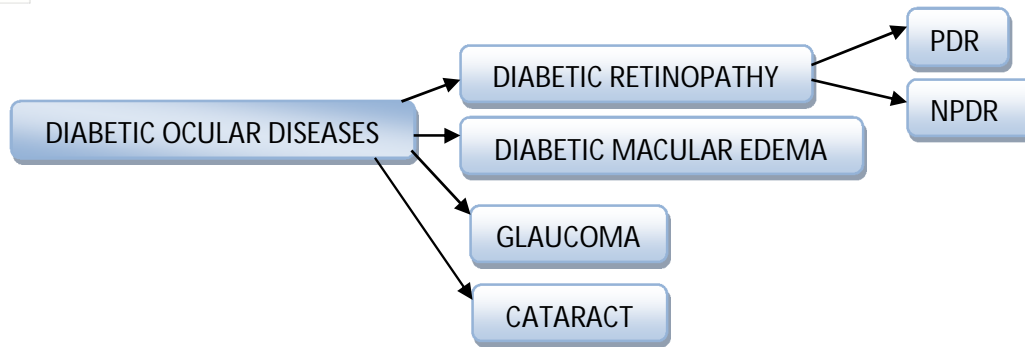 PDR
DIABETIC RETINOPATHY
NPDR
DIABETIC OCULAR DISEASES
DIABETIC MACULAR EDEMA
GLAUCOMA
CATARACT